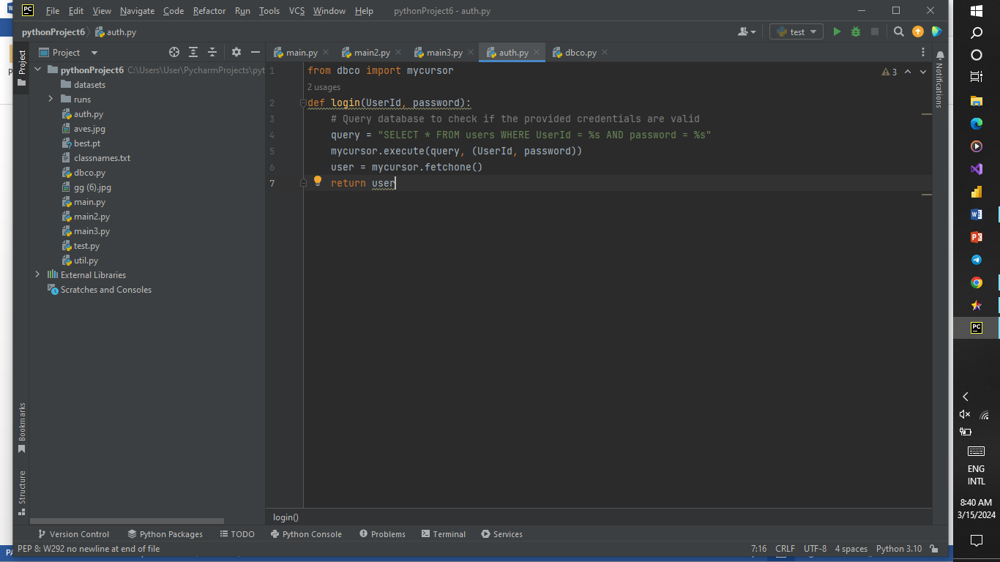 PC File Edit View Navigate Code Refactor Run Tools VCS Window Help pythonProject6 - auth.py
pythonProject6 auth.py test
Project main.py main2.py main3.py auth.py dbco.py
Project
pythonProject6 C:\Users\User\PycharmProjects\pyt
datasets
runs
auth.py
aves.jpg
best.pt
classnames.txt
dbco.py
gg (6).jpg
main.py
main2.py
main3.py
test.py
util.py
External Libraries
Scratches and Consoles
Bookmarks
Structure
1 from dbco import mycursor
3
2 usages
2 def login(UserId, password):
3 # Query database to check if the provided credentials are valid
4 query = "SELECT * FROM users WHERE UserId = %s AND password = %s"
5 mycursor.execute(query, (UserId, password))
6 user = mycursor.fetchone()
7 return user
login()
Notifications
Version Control Python Packages TODO Python Console Problems Terminal Services
PEP 8: W292 no newline at end of file 7:16 CRLF UTF-8 4 spaces Python 3.10
PC
ENG
INTL
8:40 AM
3/15/2024